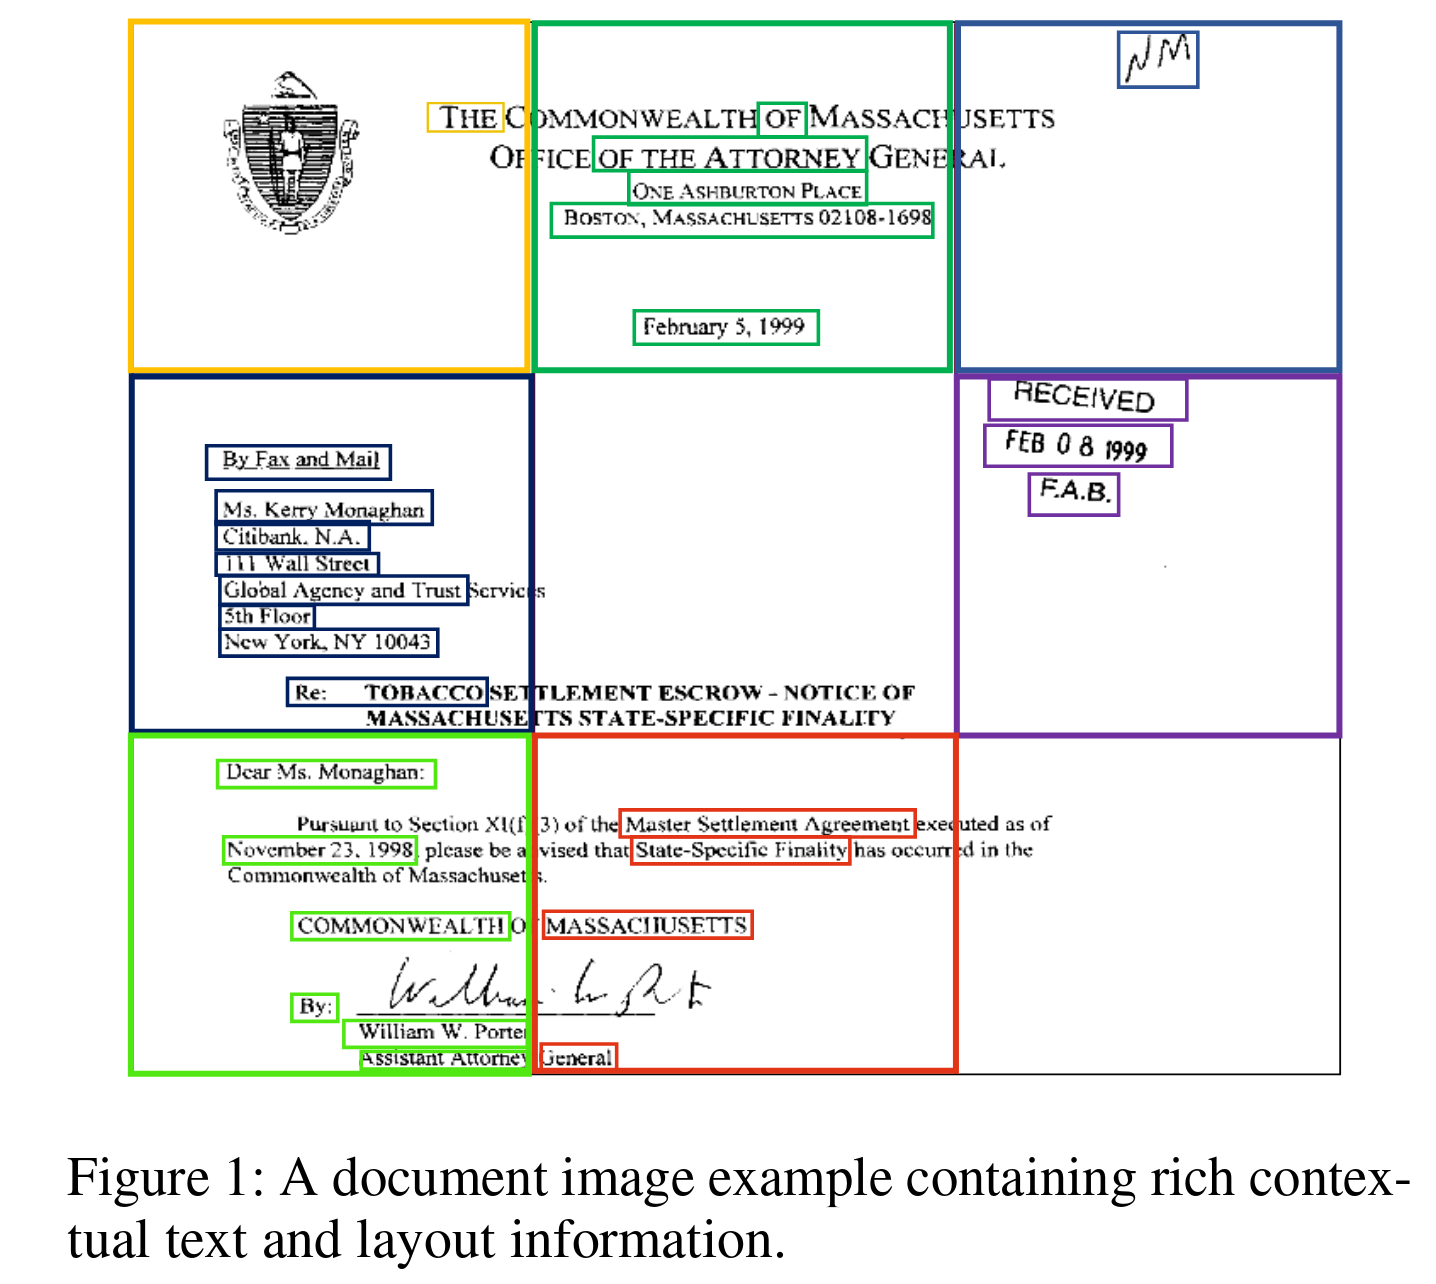 NM
THE COMMONWEALTH OF MASSACHUSETTS
OFFICE OF THE ATTORNEY GENERAL
ONE ASHBURTON PLACE
BOSTON, MASSACHUSETTS 02108-1698
February 5, 1999
RECEIVED
FEB 08 1999
F.A.B.
By Fax and Mail
Ms. Kerry Monaghan
Citibank, N.A.
111 Wall Street
Global Agency and Trust Services
5th Floor
New York, NY 10043
Re: TOBACCO SETTLEMENT ESCROW - NOTICE OF
MASSACHUSETTS STATE-SPECIFIC FINALITY
Dear Ms. Monaghan:
Pursuant to Section XI(f)(3) of the Master Settlement Agreement executed as of
November 23, 1998, please be advised that State-Specific Finality has occurred in the
Commonwealth of Massachusetts.
COMMONWEALTH OF MASSACHUSETTS
By:
William W. Porter
Assistant Attorney General
Figure 1: A document image example containing rich contex-
tual text and layout information.